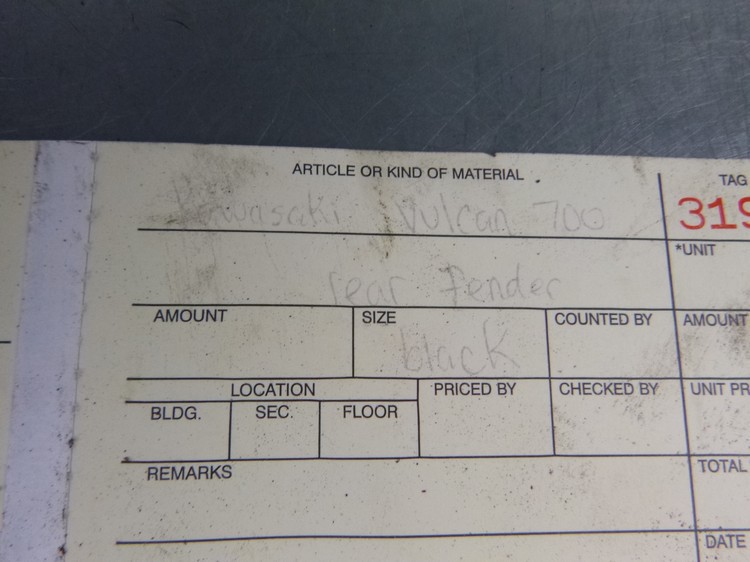 ARTICLE OR KIND OF MATERIAL TAG
Kawasaki Vulcan 700 319
*UNIT
rear Fender
AMOUNT SIZE COUNTED BY AMOUNT
black
LOCATION PRICED BY CHECKED BY UNIT PR
BLDG. SEC. FLOOR
REMARKS TOTAL
DATE